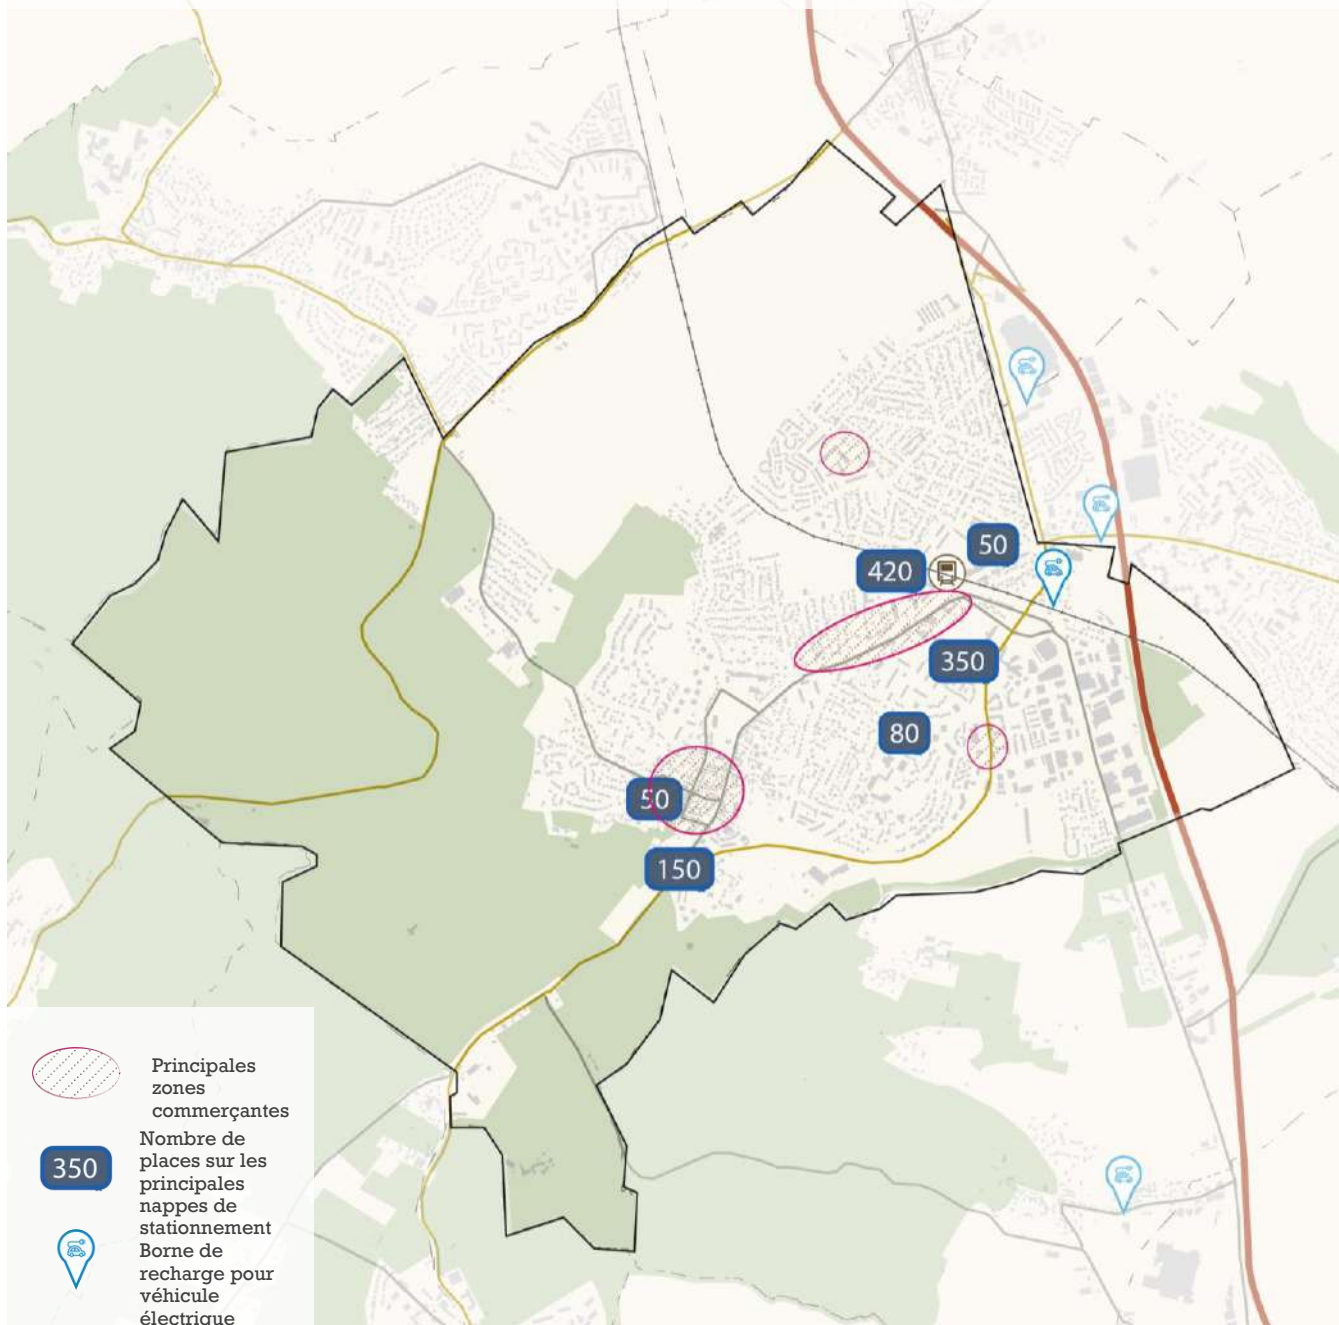 50
420
350
80
50
150
Principales
zones
commerçantes
350
Nombre de
places sur les
principales
nappes de
stationnement
Borne de
recharge pour
véhicule
électrique